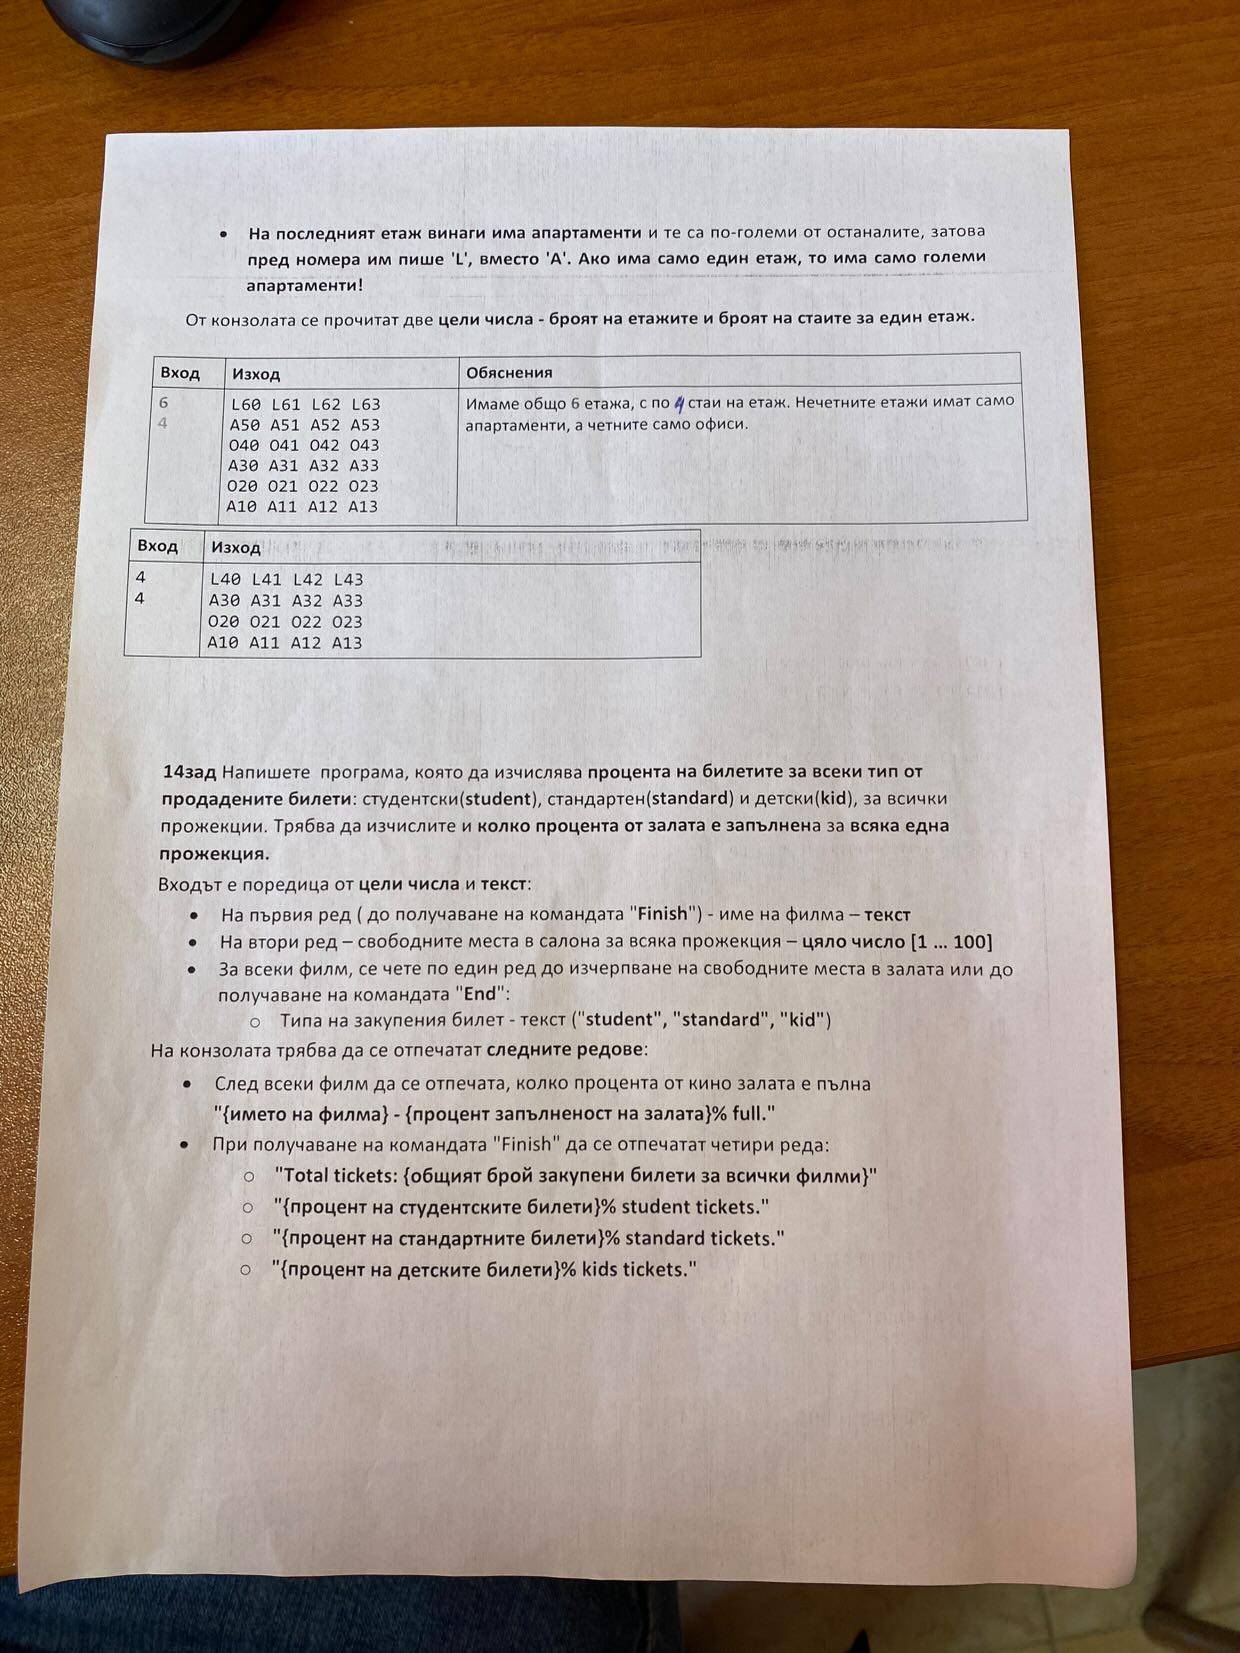 • На последният етаж винаги има апартаменти и те са по-големи от останалите, затова
пред номера им пише 'L', вместо 'A'. Ако има само един етаж, то има само големи
апартаменти!
От конзолата се прочитат две цели числа - броят на етажите и броят на стаите за един етаж.
Вход Изход Обяснения
6
4
L60 L61 L62 L63
A50 A51 A52 A53
O40 O41 O42 O43
A30 A31 A32 A33
O20 O21 O22 O23
A10 A11 A12 A13
Имаме общо 6 етажа, с по 4 стаи на етаж. Нечетните етажи имат само
апартаменти, а четните само офиси.
Вход Изход
4
4
L40 L41 L42 L43
A30 A31 A32 A33
O20 O21 O22 O23
A10 A11 A12 A13
14зад Напишете програма, която да изчислява процента на билетите за всеки тип от
продадените билети: студентски(student), стандартен(standard) и детски(kid), за всички
прожекции. Трябва да изчислите и колко процента от залата е запълнена за всяка една
прожекция.
Входът е поредица от цели числа и текст:
• На първия ред ( до получаване на командата "Finish") - име на филма – текст
• На втори ред – свободните места в салона за всяка прожекция – цяло число [1 … 100]
• За всеки филм, се чете по един ред до изчерпване на свободните места в залата или до
получаване на командата "End":
○ Типа на закупения билет - текст ("student", "standard", "kid")
На конзолата трябва да се отпечатат следните редове:
• След всеки филм да се отпечата, колко процента от кино залата е пълна
"{името на филма} - {процент запълненост на залата}% full."
• При получаване на командата "Finish" да се отпечатат четири реда:
○ "Total tickets: {общият брой закупени билети за всички филми}"
○ "{процент на студентските билети}% student tickets."
○ "{процент на стандартните билети}% standard tickets."
○ "{процент на детските билети}% kids tickets."